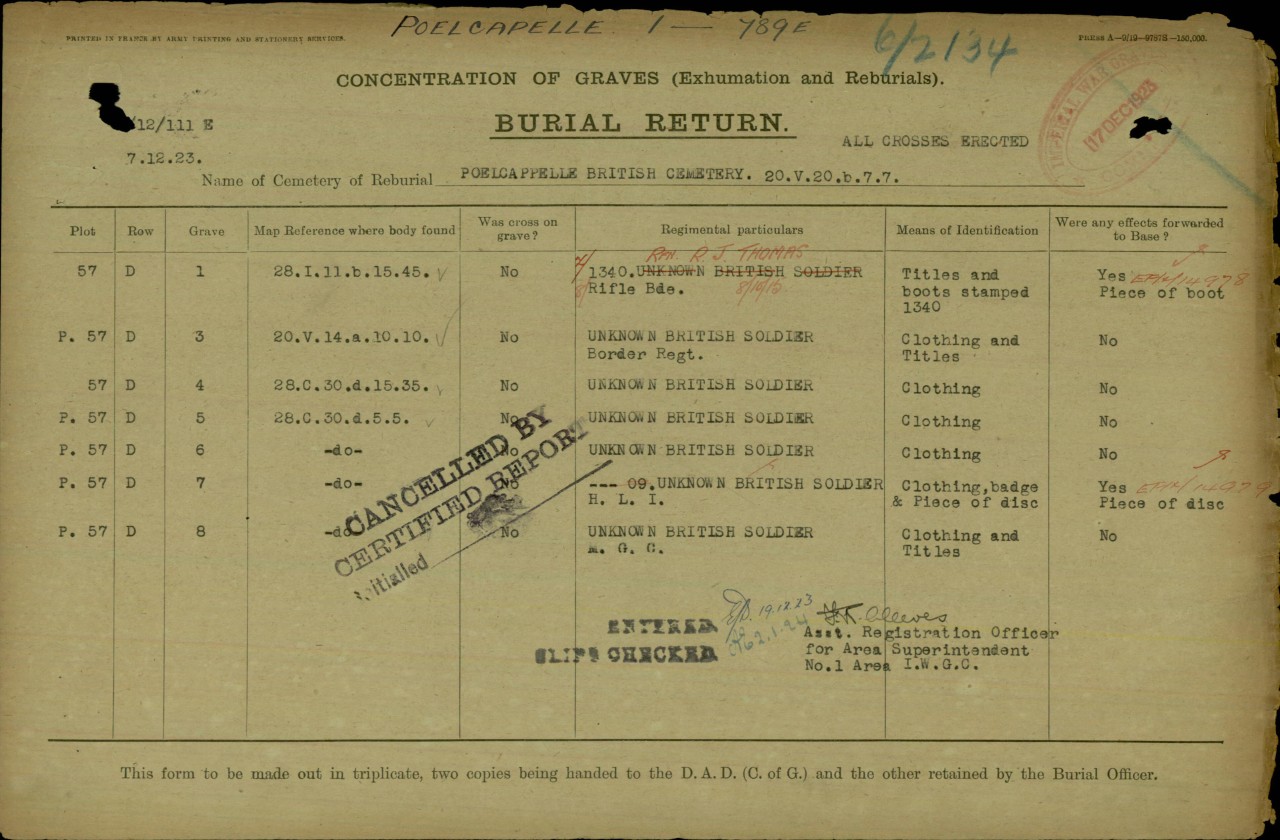 POELCAPELLE 1 — 789E
6/2134
PRINTED IN FRANCE BY ARMY PRINTING AND STATIONERY SERVICES.
PRESS A—9/19—9787S—150,000.
CONCENTRATION OF GRAVES (Exhumation and Reburials).
17 DEC 1923
/12/111 E
BURIAL RETURN.
ALL CROSSES ERECTED
7.12.23.
Name of Cemetery of Reburial POELCAPPELLE BRITISH CEMETERY. 20.V.20.b.7.7.
Plot Row Grave Map Reference where body found Was cross on grave? Regimental particulars Means of Identification Were any effects forwarded to Base?
RFN. R J THOMAS
57 D 1 28.I.11.b.15.45. No 1340.UNKNOWN BRITISH SOLDIER Titles and Yes
Rifle Bde. boots stamped Piece of boot
1340
P. 57 D 3 20.V.14.a.10.10. No UNKNOWN BRITISH SOLDIER Clothing and No
Border Regt. Titles
57 D 4 28.C.30.d.15.35. No UNKNOWN BRITISH SOLDIER Clothing No
P. 57 D 5 28.C.30.d.5.5. No UNKNOWN BRITISH SOLDIER Clothing No
P. 57 D 6 -do- No UNKNOWN BRITISH SOLDIER Clothing No
P. 57 D 7 -do- No --- 09.UNKNOWN BRITISH SOLDIER Clothing,badge Yes
H. L. I. & Piece of disc Piece of disc
P. 57 D 8 -do- No UNKNOWN BRITISH SOLDIER Clothing and No
M. G. C. Titles
CANCELLED BY
CERTIFIED REPORT
Initialled
19.12.23
ENTERED
Asst. Registration Officer
SLIPS CHECKED
for Area Superintendent
No.1 Area I.W.G.C.
This form to be made out in triplicate, two copies being handed to the D.A.D. (C. of G.) and the other retained by the Burial Officer.